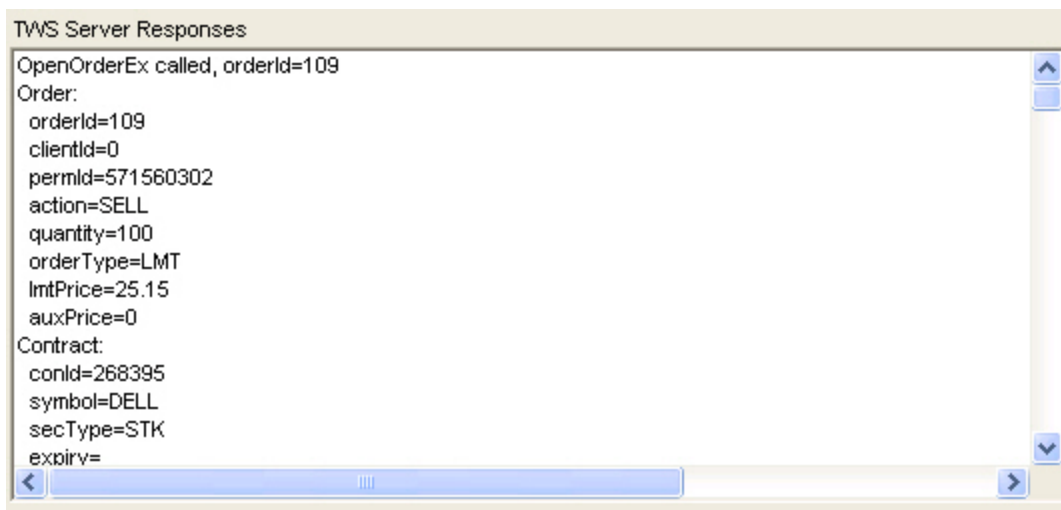 TWS Server Responses
OpenOrderEx called, orderId=109
Order:
orderId=109
clientId=0
permId=571560302
action=SELL
quantity=100
orderType=LMT
lmtPrice=25.15
auxPrice=0
Contract:
conId=268395
symbol=DELL
secType=STK
expiry=